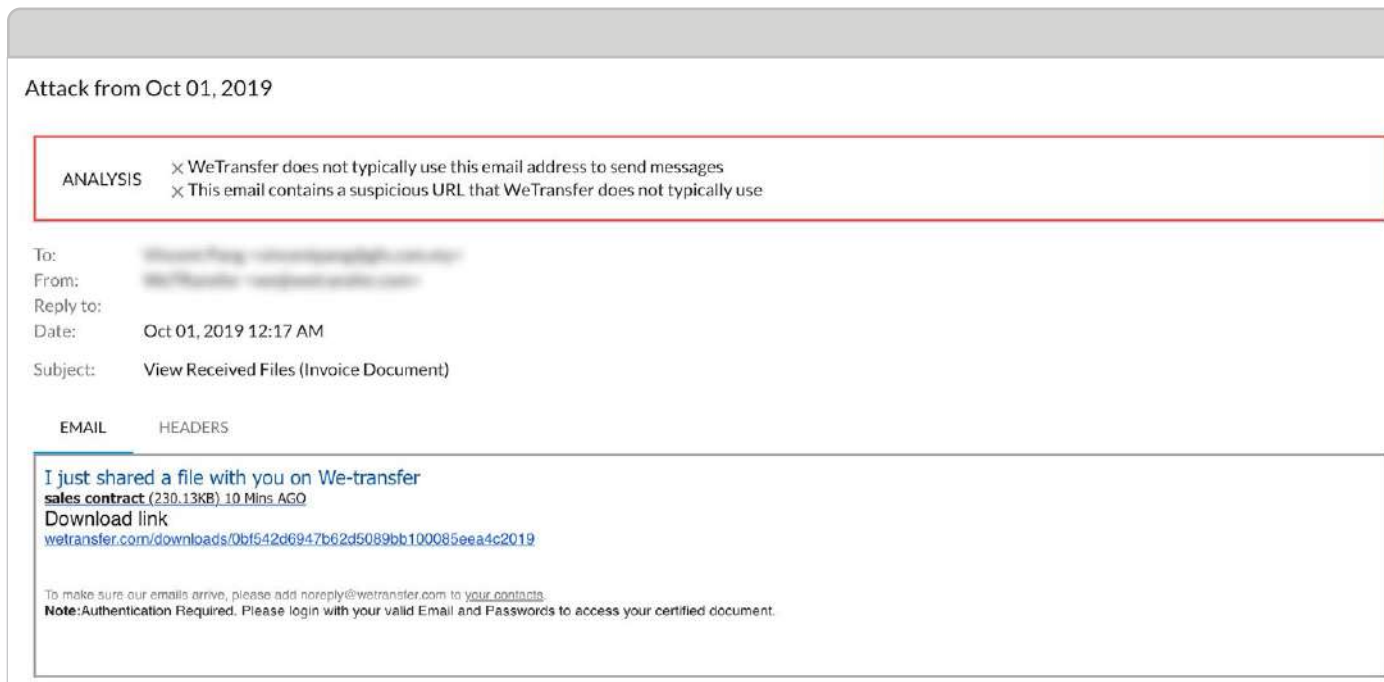 Attack from Oct 01, 2019
ANALYSIS
× WeTransfer does not typically use this email address to send messages
× This email contains a suspicious URL that WeTransfer does not typically use
To:
From:
Reply to:
Date: Oct 01, 2019 12:17 AM
Subject: View Received Files (Invoice Document)
EMAIL HEADERS
I just shared a file with you on We-transfer
sales contract (230.13KB) 10 Mins AGO
Download link
wetransfer.com/downloads/0bf542d6947b62d5089bb100085eea4c2019
To make sure our emails arrive, please add noreply@wetransfer.com to your contacts.
Note:Authentication Required. Please login with your valid Email and Passwords to access your certified document.